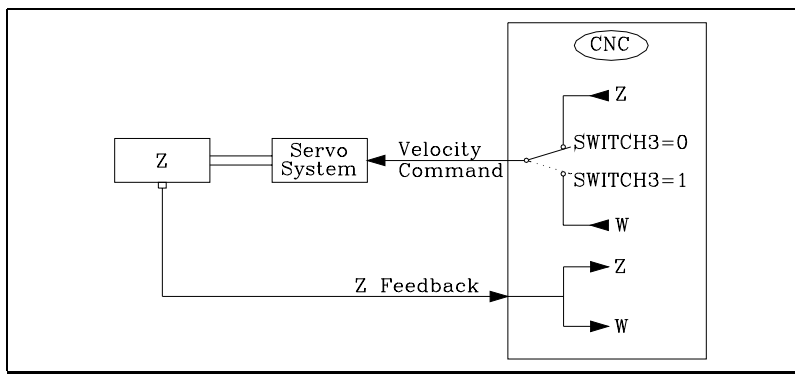 CNC
Z
SWITCH3=0
Z
Servo
System
Velocity
Command
SWITCH3=1
W
Z
Z Feedback
W